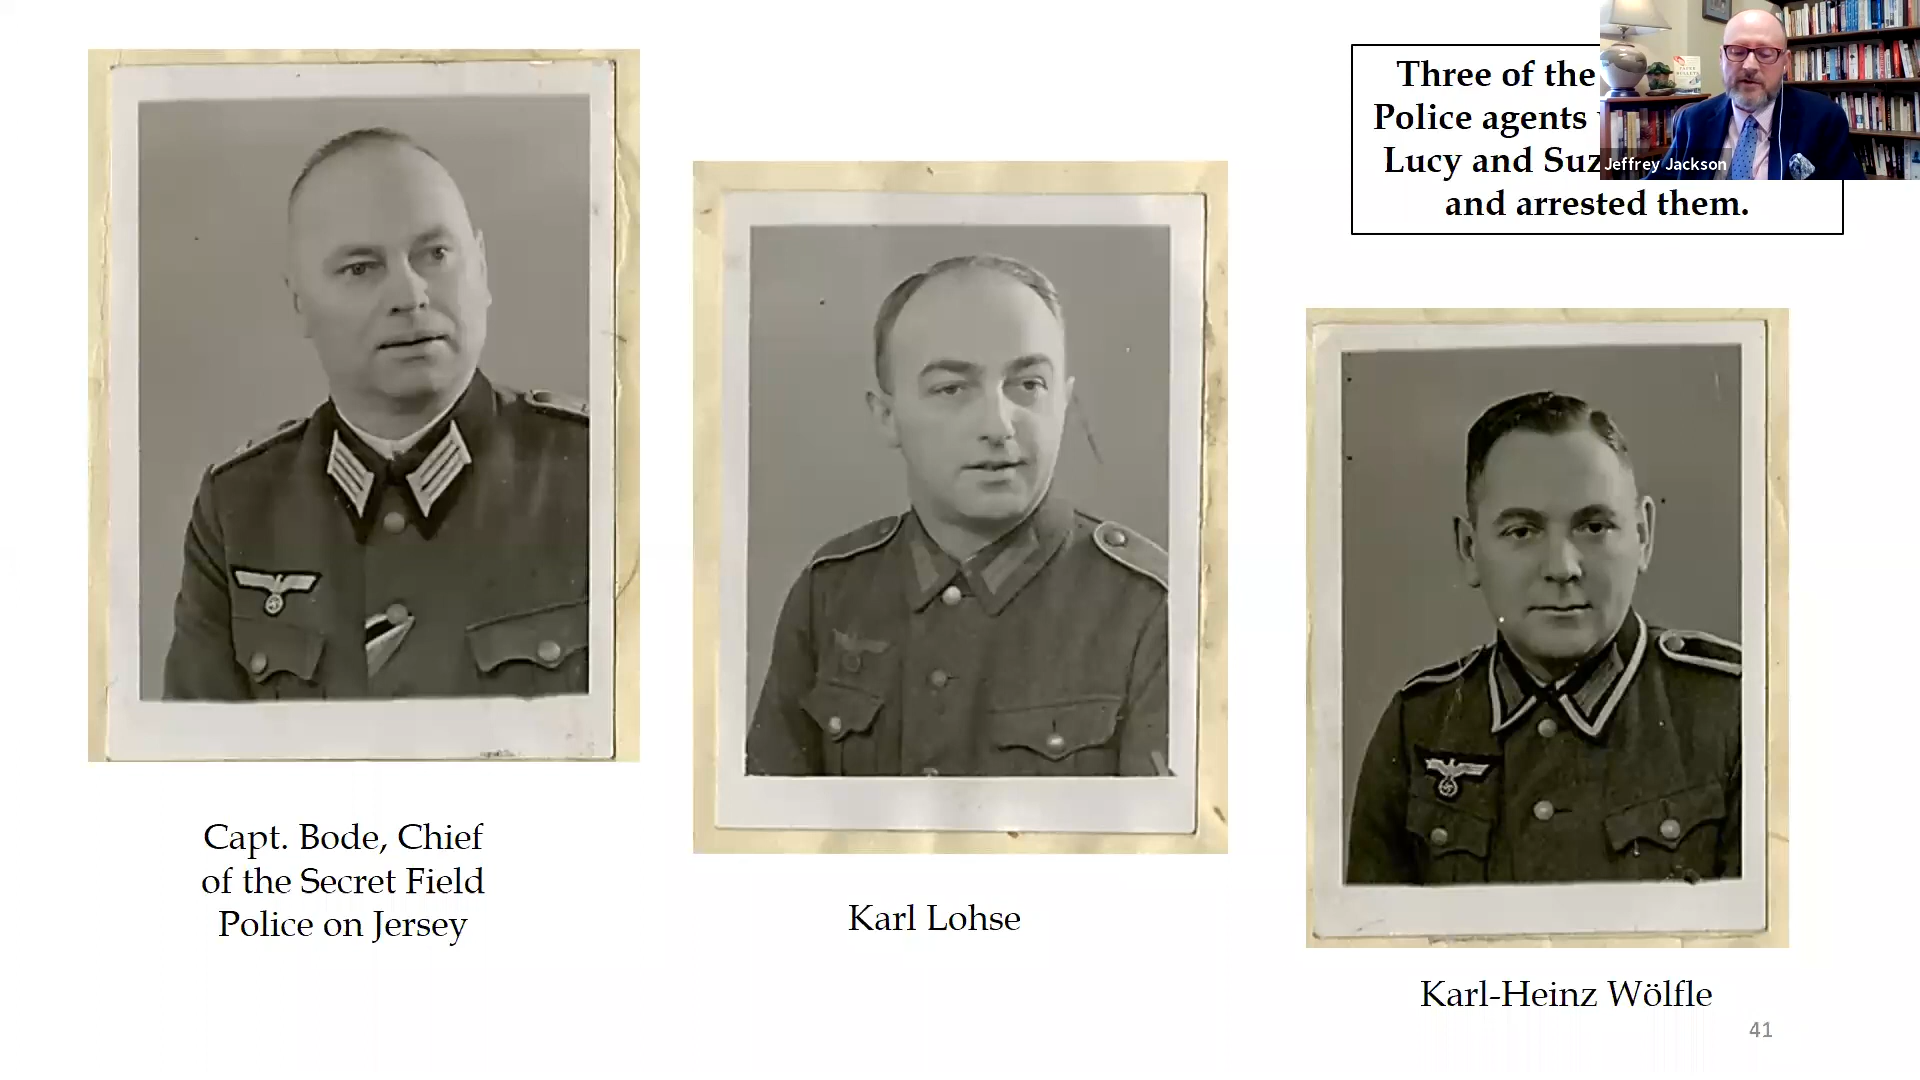 Three of the
Police agents
Lucy and Suz
and arrested them.
Jeffrey Jackson
Capt. Bode, Chief
of the Secret Field
Police on Jersey
Karl Lohse
Karl-Heinz Wölfle
41